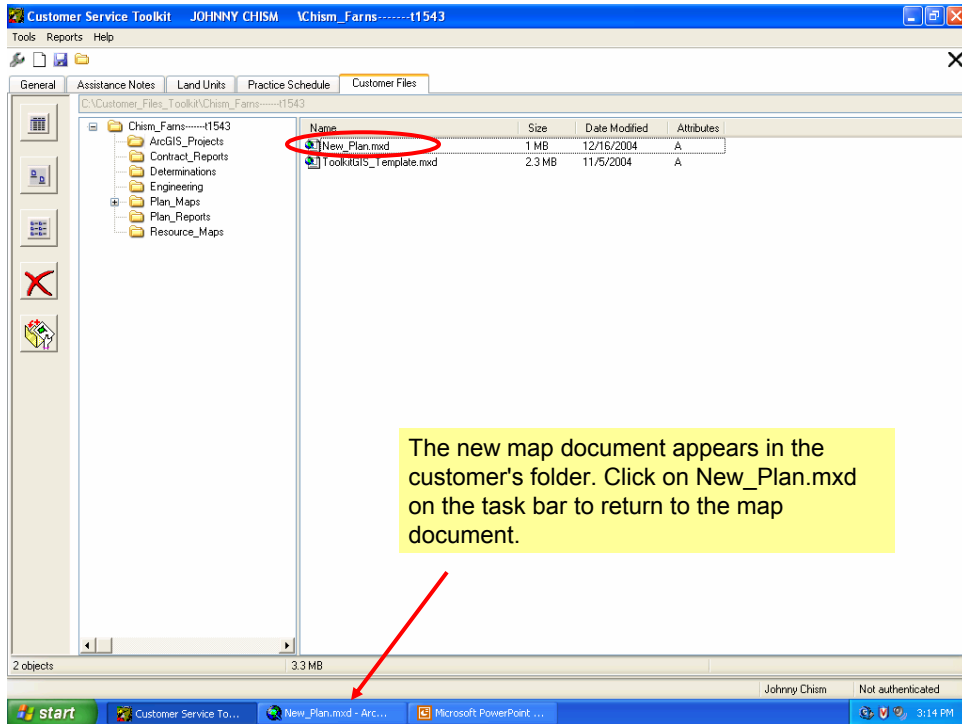 Customer Service Toolkit JOHNNY CHISM \Chism_Farns-------t1543
Tools Reports Help
General Assistance Notes Land Units Practice Schedule Customer Files
C:\Customer_Files_Toolkit\Chism_Farns-------t1543
Chism_Farns-------t1543
ArcGIS_Projects
Contract_Reports
Determinations
Engineering
Plan_Maps
Plan_Reports
Resource_Maps
Name Size Date Modified Attributes
New_Plan.mxd 1 MB 12/16/2004 A
ToolkitGIS_Template.mxd 2.3 MB 11/5/2004 A
The new map document appears in the
customer's folder. Click on New_Plan.mxd
on the task bar to return to the map
document.
2 objects 3.3 MB
Johnny Chism Not authenticated
start Customer Service To... New_Plan.mxd - Arc... Microsoft PowerPoint ... 3:14 PM